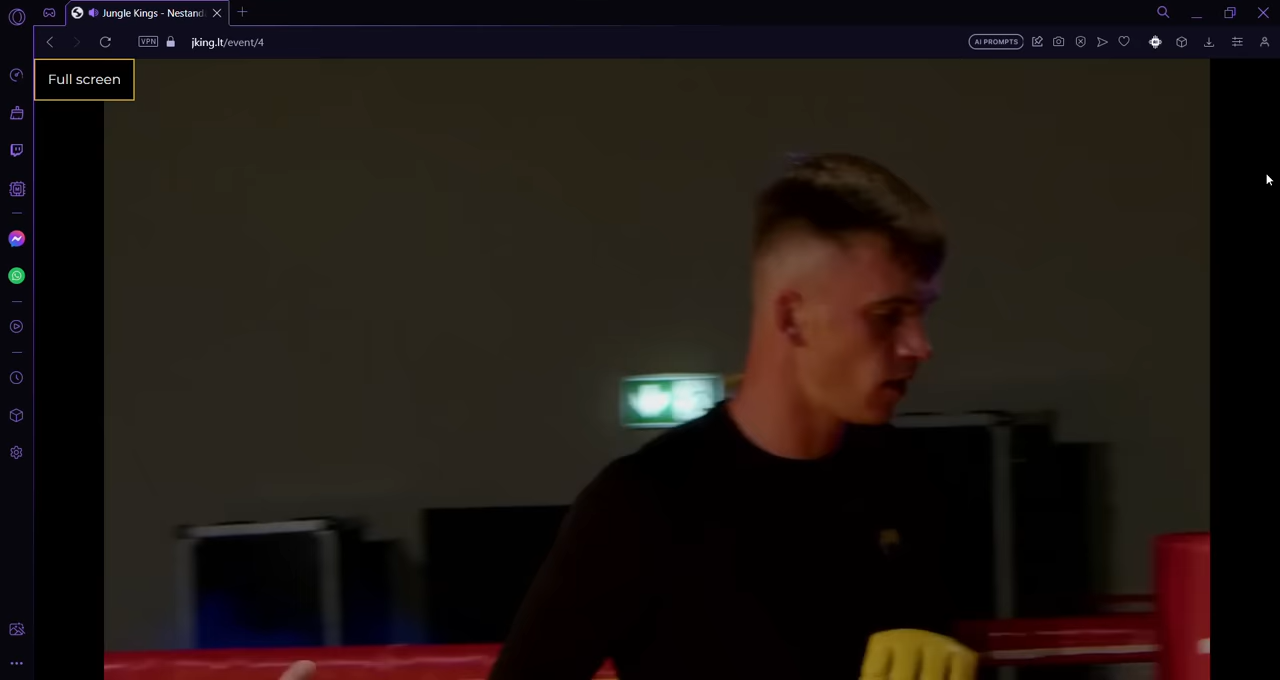 Jungle Kings - Nestand
VPN
jking.lt/event/4
AI PROMPTS
Full screen